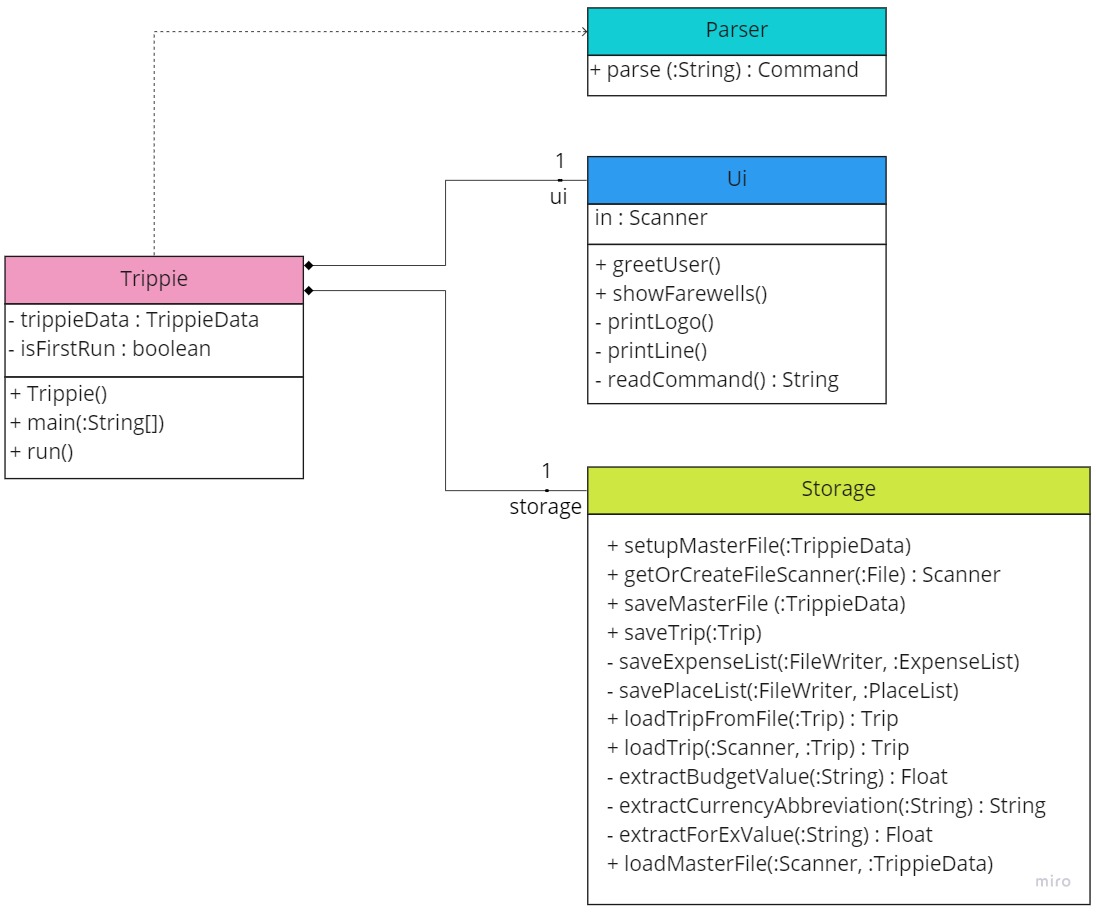 Parser
+ parse (:String) : Command
1
ui
Ui
in : Scanner
+ greetUser()
+ showFarewells()
- printLogo()
- printLine()
- readCommand() : String
Trippie
- trippieData : TrippieData
- isFirstRun : boolean
+ Trippie()
+ main(:String[])
+ run()
1
storage
Storage
+ setupMasterFile(:TrippieData)
+ getOrCreateFileScanner(:File) : Scanner
+ saveMasterFile (:TrippieData)
+ saveTrip(:Trip)
- saveExpenseList(:FileWriter, :ExpenseList)
- savePlaceList(:FileWriter, :PlaceList)
+ loadTripFromFile(:Trip) : Trip
+ loadTrip(:Scanner, :Trip) : Trip
- extractBudgetValue(:String) : Float
- extractCurrencyAbbreviation(:String) : String
- extractForExValue(:String) : Float
+ loadMasterFile(:Scanner, :TrippieData)
miro